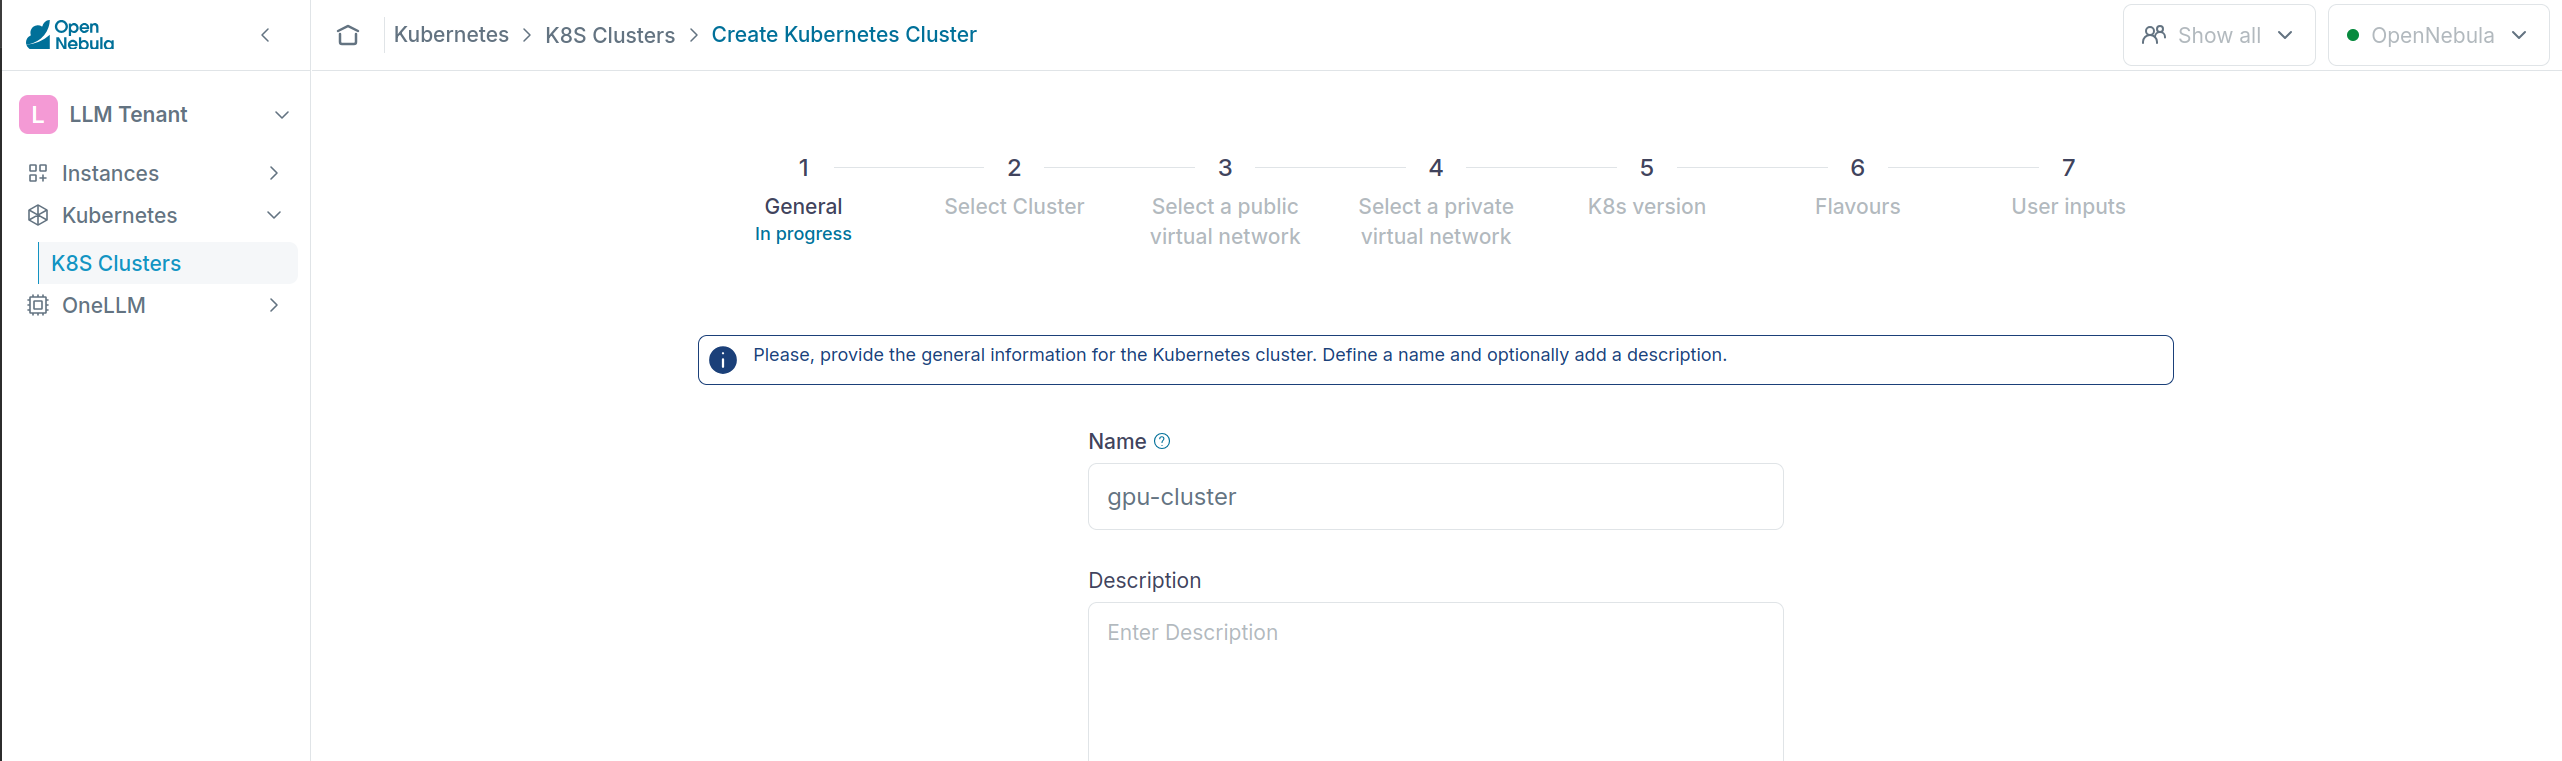 Open
Nebula
Kubernetes
K8S Clusters
Create Kubernetes Cluster
Show all
OpenNebula
L
LLM Tenant
Instances
Kubernetes
K8S Clusters
OneLLM
1
General
In progress
2
Select Cluster
3
Select a public
virtual network
4
Select a private
virtual network
5
K8s version
6
Flavours
7
User inputs
Please, provide the general information for the Kubernetes cluster. Define a name and optionally add a description.
Name
gpu-cluster
Description
Enter Description